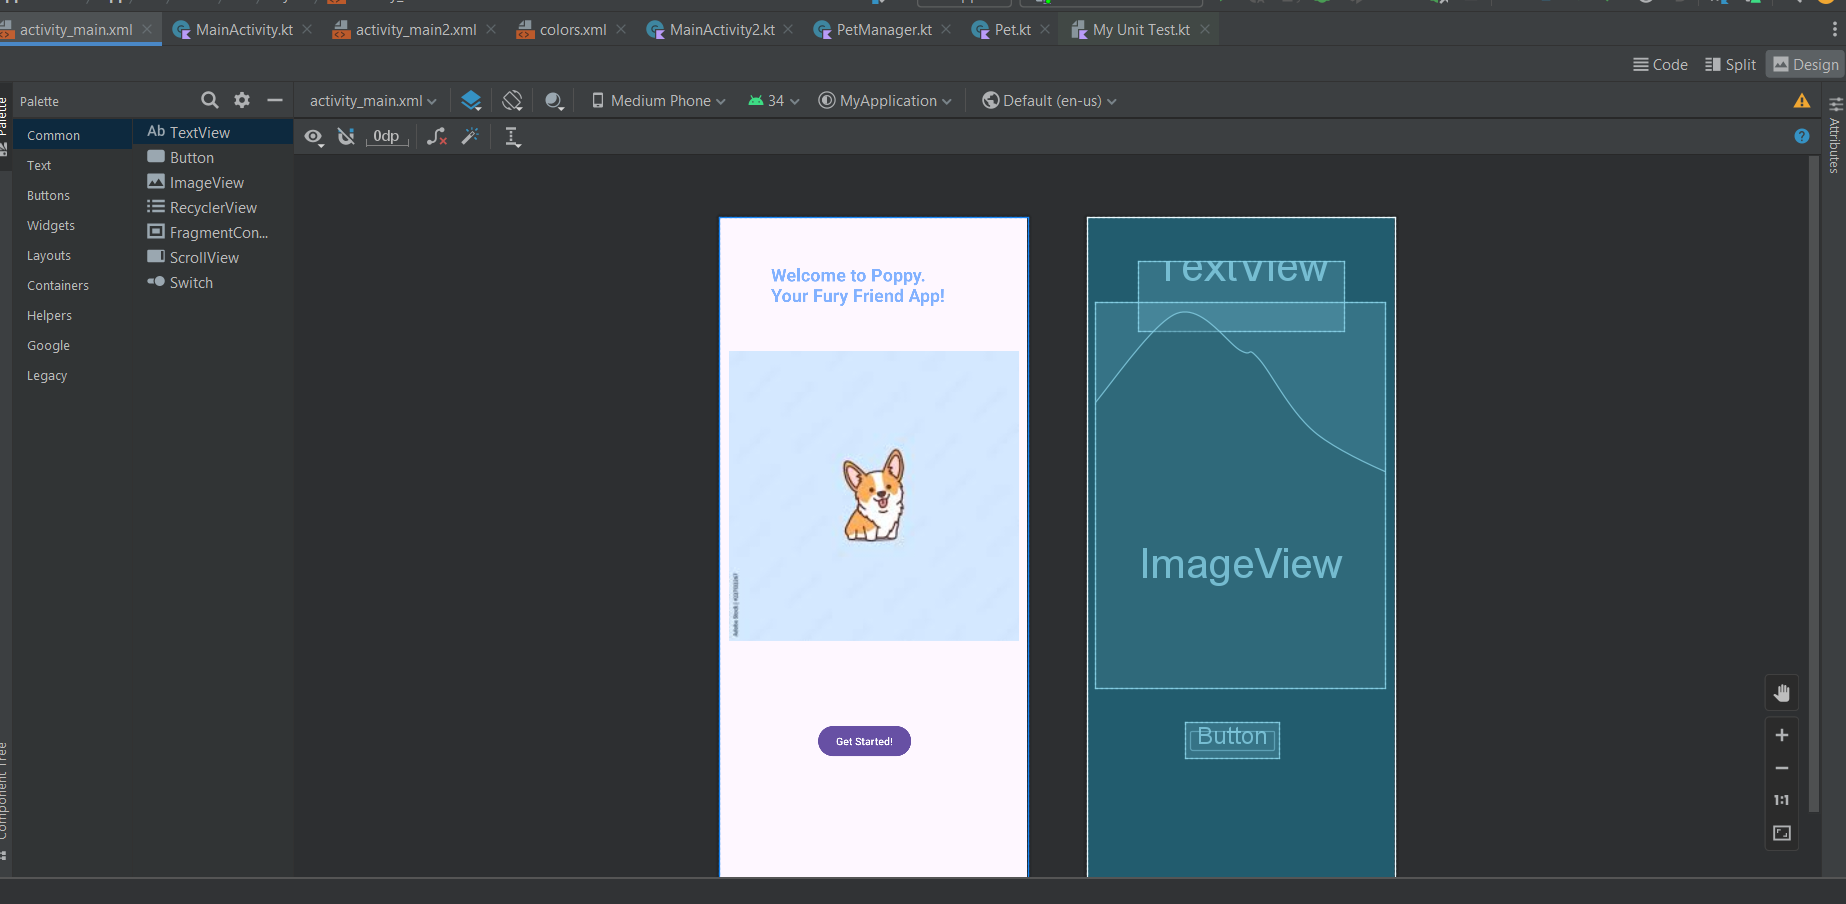 activity_main.xml
MainActivity.kt
activity_main2.xml
colors.xml
MainActivity2.kt
PetManager.kt
Pet.kt
My Unit Test.kt
Code
Split
Design
Palette
Palette
activity_main.xml
Medium Phone
34
MyApplication
Default (en-us)
Attributes
Common
Text
Buttons
Widgets
Layouts
Containers
Helpers
Google
Legacy
Ab TextView
Button
ImageView
RecyclerView
FragmentCon...
ScrollView
Switch
0dp
Welcome to Poppy.
Your Fury Friend App!
Get Started!
TextView
ImageView
Button
1:1
Component Tree